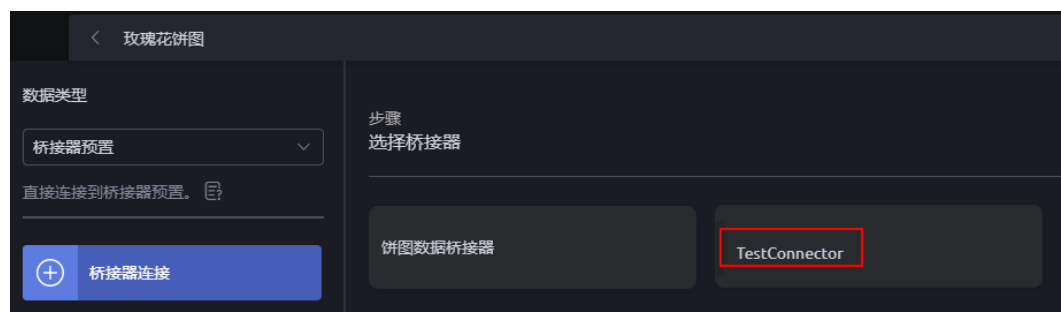 玫瑰花饼图
数据类型
桥接器预置
直接连接到桥接器预置。
桥接器连接
步骤
选择桥接器
饼图数据桥接器
TestConnector